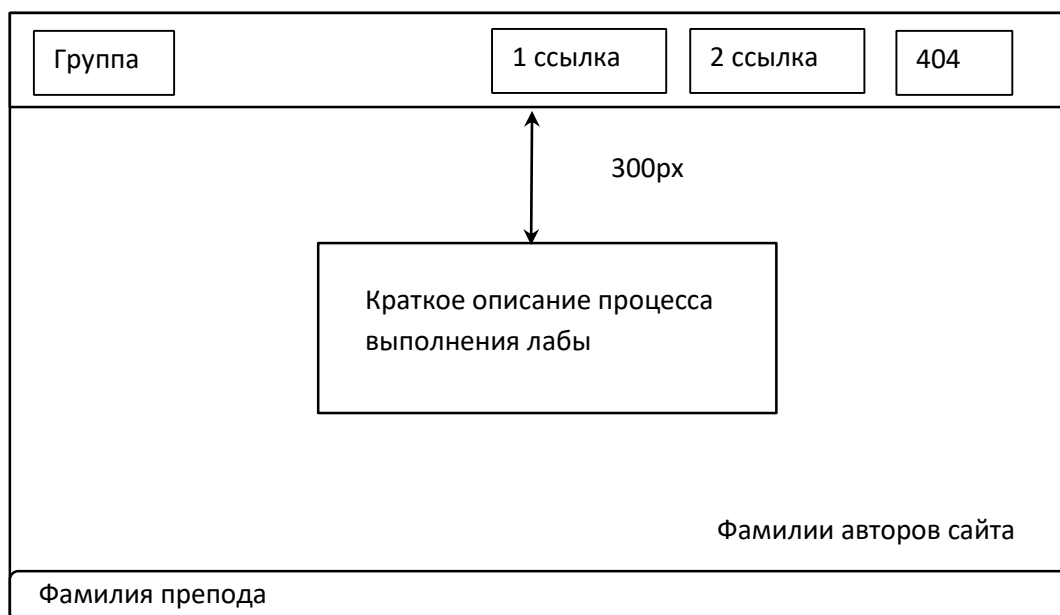 Группа
1 ссылка
2 ссылка
404
300px
Краткое описание процесса
выполнения лабы
Фамилии авторов сайта
Фамилия препода